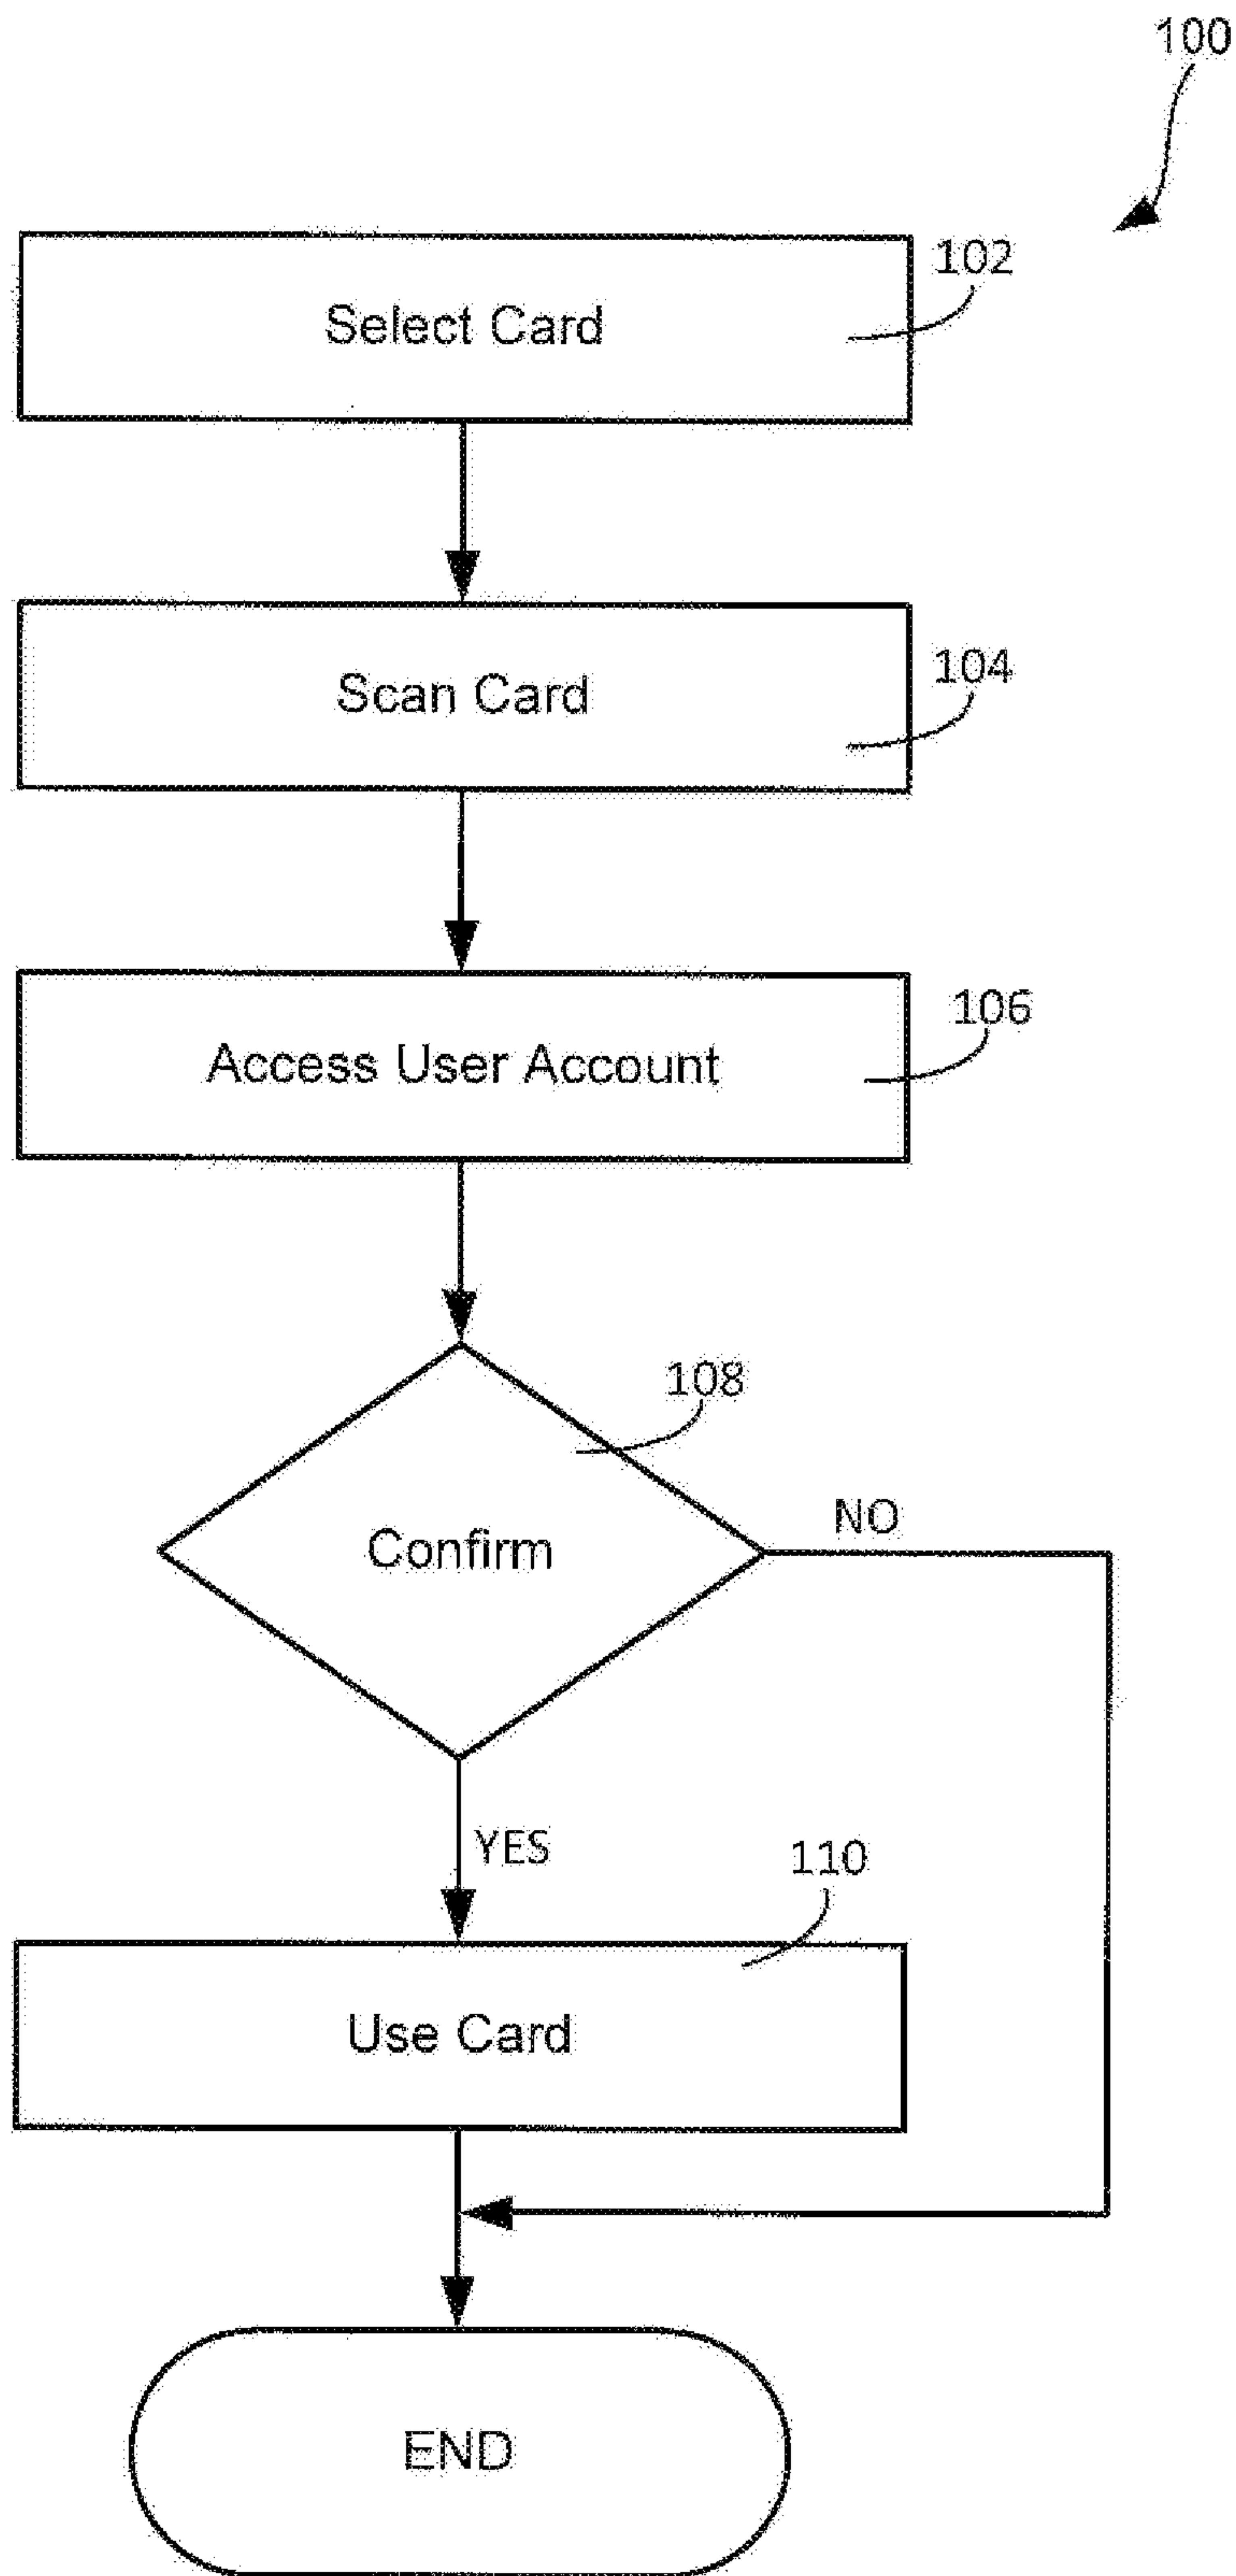 100
102
Select Card
104
Scan Card
106
Access User Account
108
NO
Confirm
YES
110
Use Card
END